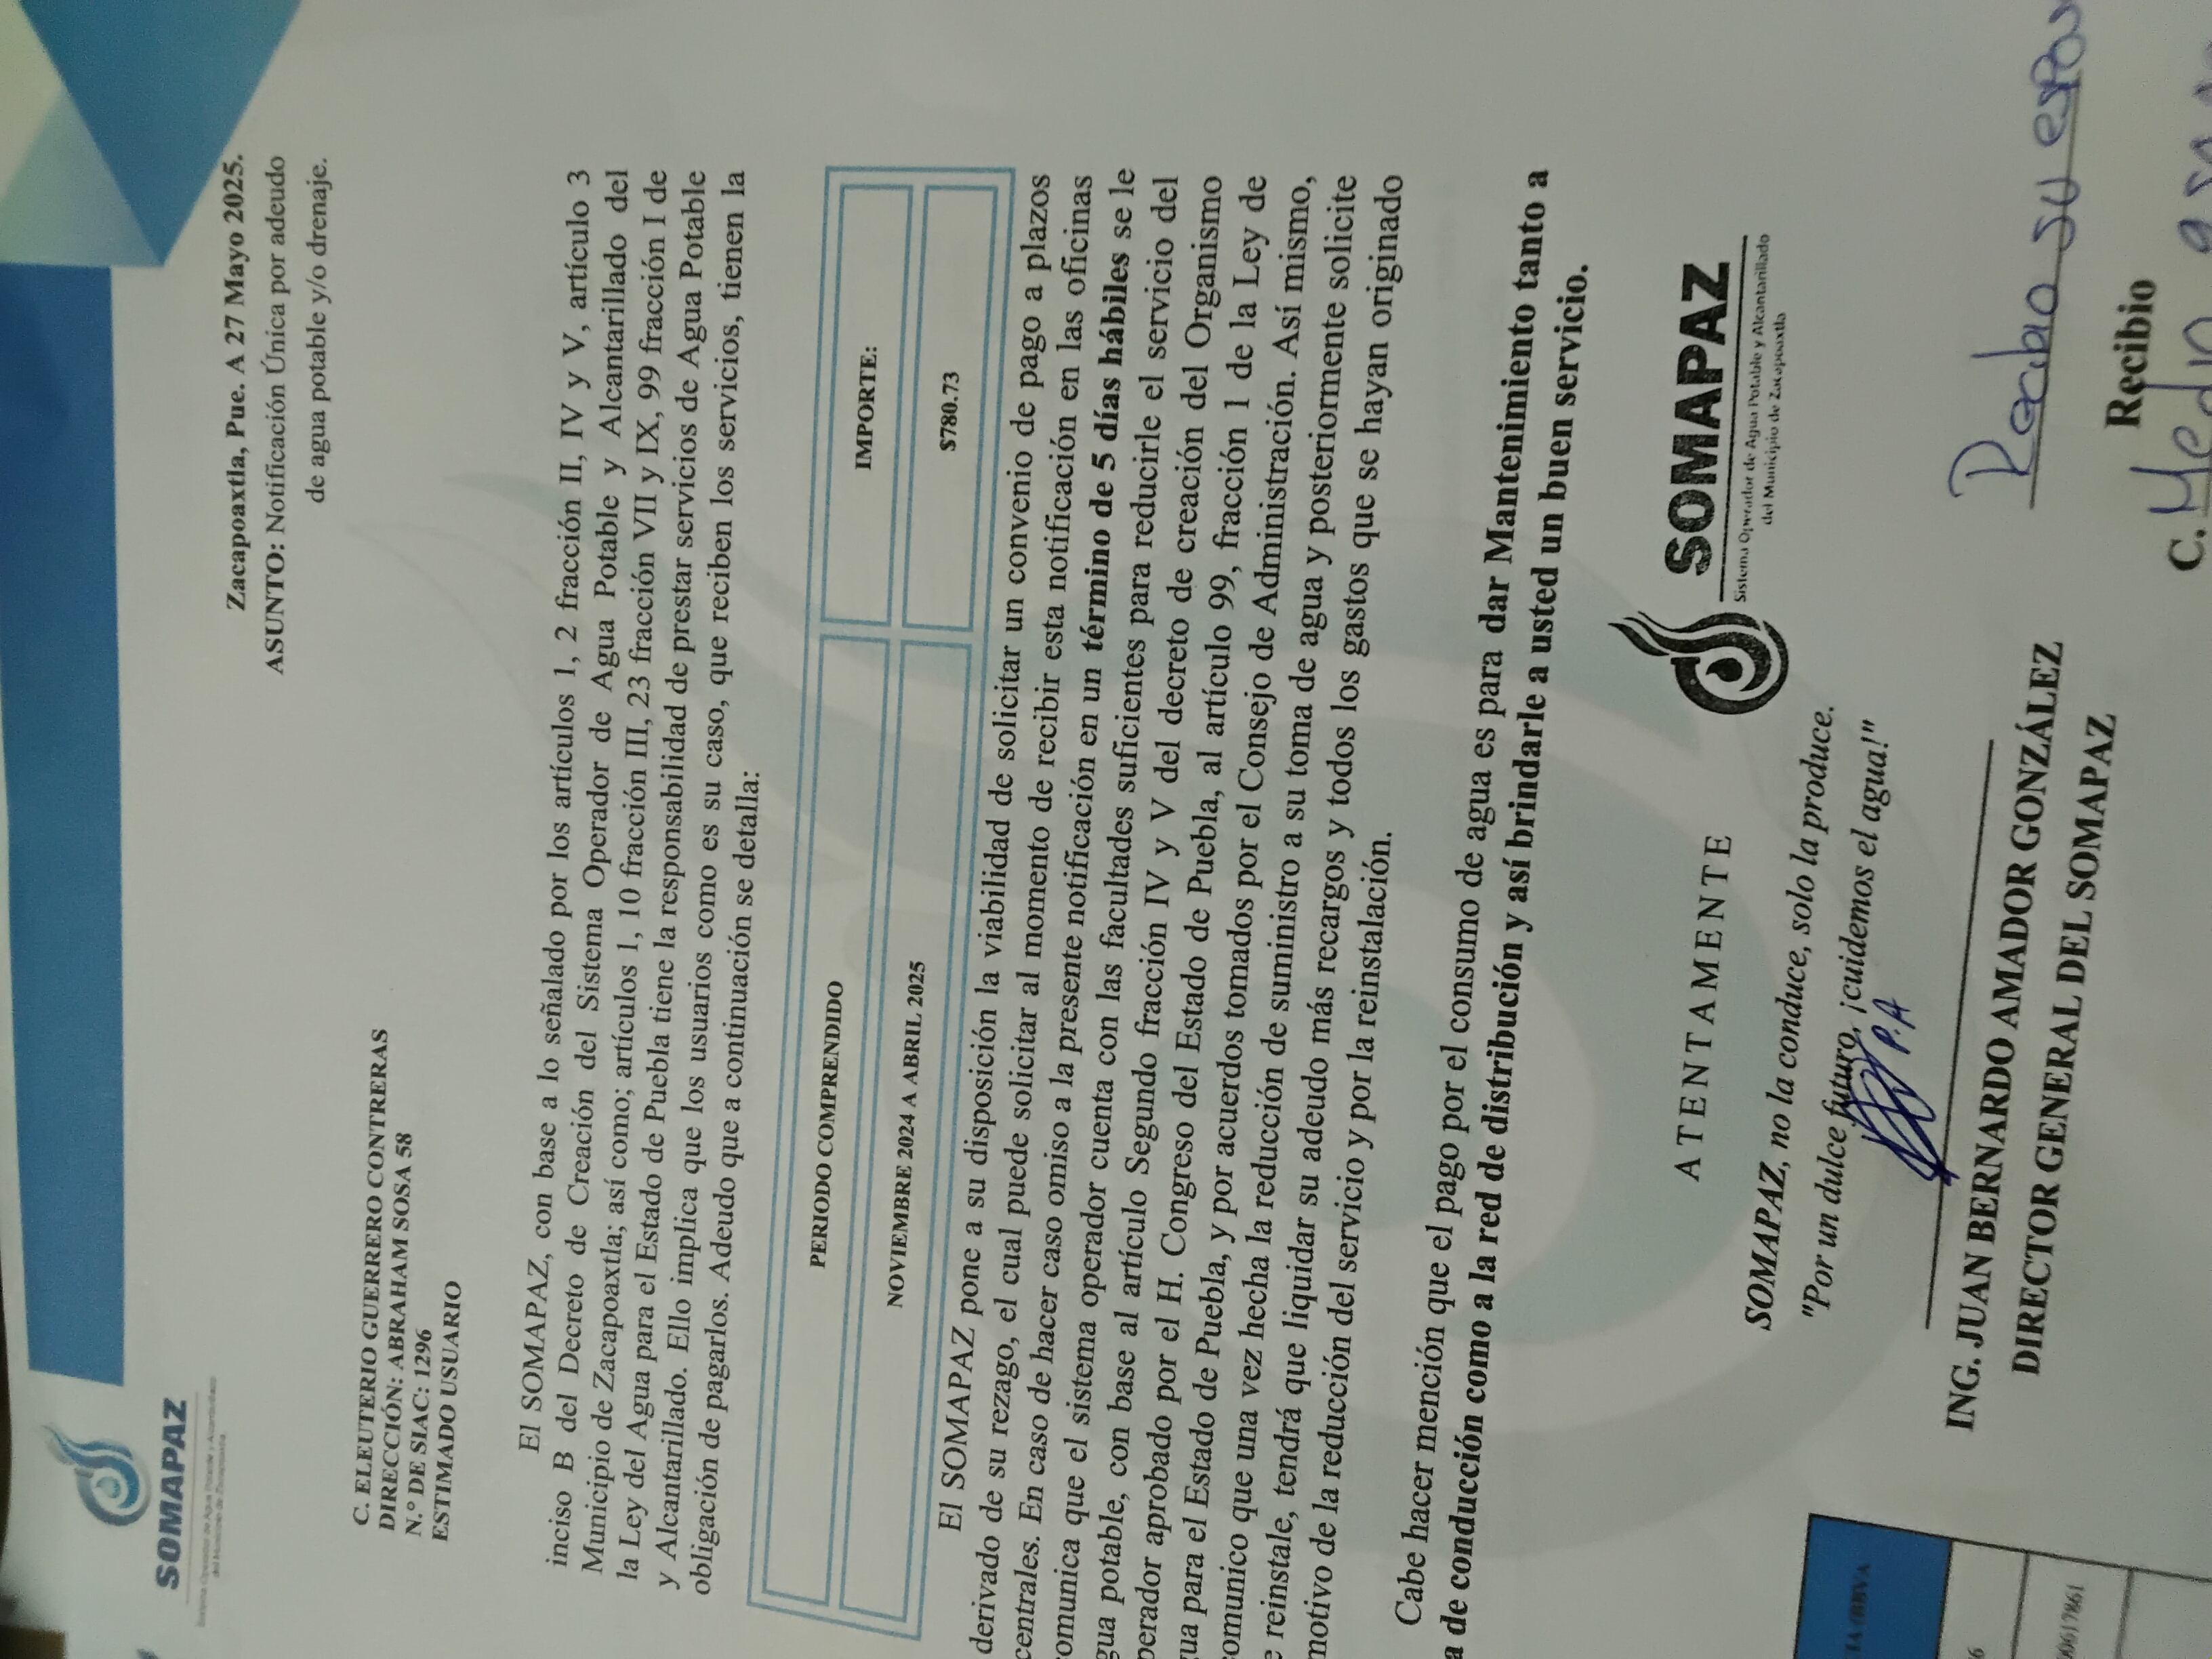 SOMAPAZ
Sistema Operador de Agua Potable y Alcantarillado
del Municipio de Zacapoaxtla
Zacapoaxtla, Pue. A 27 Mayo 2025.
ASUNTO: Notificación Única por adeudo
de agua potable y/o drenaje.
C. ELEUTERIO GUERRERO CONTRERAS
DIRECCIÓN: ABRAHAM SOSA 58
N.º DE SIAC: 1296
ESTIMADO USUARIO
El SOMAPAZ, con base a lo señalado por los artículos 1, 2 fracción II, IV y V, artículo 3
inciso B del Decreto de Creación del Sistema Operador de Agua Potable y Alcantarillado del
Municipio de Zacapoaxtla; así como; artículos 1, 10 fracción III, 23 fracción VII y IX, 99 fracción I de
la Ley del Agua para el Estado de Puebla tiene la responsabilidad de prestar servicios de Agua Potable
y Alcantarillado. Ello implica que los usuarios como es su caso, que reciben los servicios, tienen la
obligación de pagarlos. Adeudo que a continuación se detalla:
PERIODO COMPRENDIDO
IMPORTE:
NOVIEMBRE 2024 A ABRIL 2025
$780.73
El SOMAPAZ pone a su disposición la viabilidad de solicitar un convenio de pago a plazos
derivado de su rezago, el cual puede solicitar al momento de recibir esta notificación en las oficinas
centrales. En caso de hacer caso omiso a la presente notificación en un término de 5 días hábiles se le
omunica que el sistema operador cuenta con las facultades suficientes para reducirle el servicio del
gua potable, con base al artículo Segundo fracción IV y V del decreto de creación del Organismo
perador aprobado por el H. Congreso del Estado de Puebla, al artículo 99, fracción 1 de la Ley de
gua para el Estado de Puebla, y por acuerdos tomados por el Consejo de Administración. Así mismo,
comunico que una vez hecha la reducción de suministro a su toma de agua y posteriormente solicite
e reinstale, tendrá que liquidar su adeudo más recargos y todos los gastos que se hayan originado
motivo de la reducción del servicio y por la reinstalación.
Cabe hacer mención que el pago por el consumo de agua es para dar Mantenimiento tanto a
a de conducción como a la red de distribución y así brindarle a usted un buen servicio.
ATENTAMENTE
SOMAPAZ
Sistema Operador de Agua Potable y Alcantarillado
del Municipio de Zacapoaxtla
SOMAPAZ, no la conduce, solo la produce.
"Por un dulce futuro, ¡cuidemos el agua!"
P.A
ING. JUAN BERNARDO AMADOR GONZÁLEZ
DIRECTOR GENERAL DEL SOMAPAZ
CIA (BBVA
6
00617861
Recibio su espos
Recibio
C.